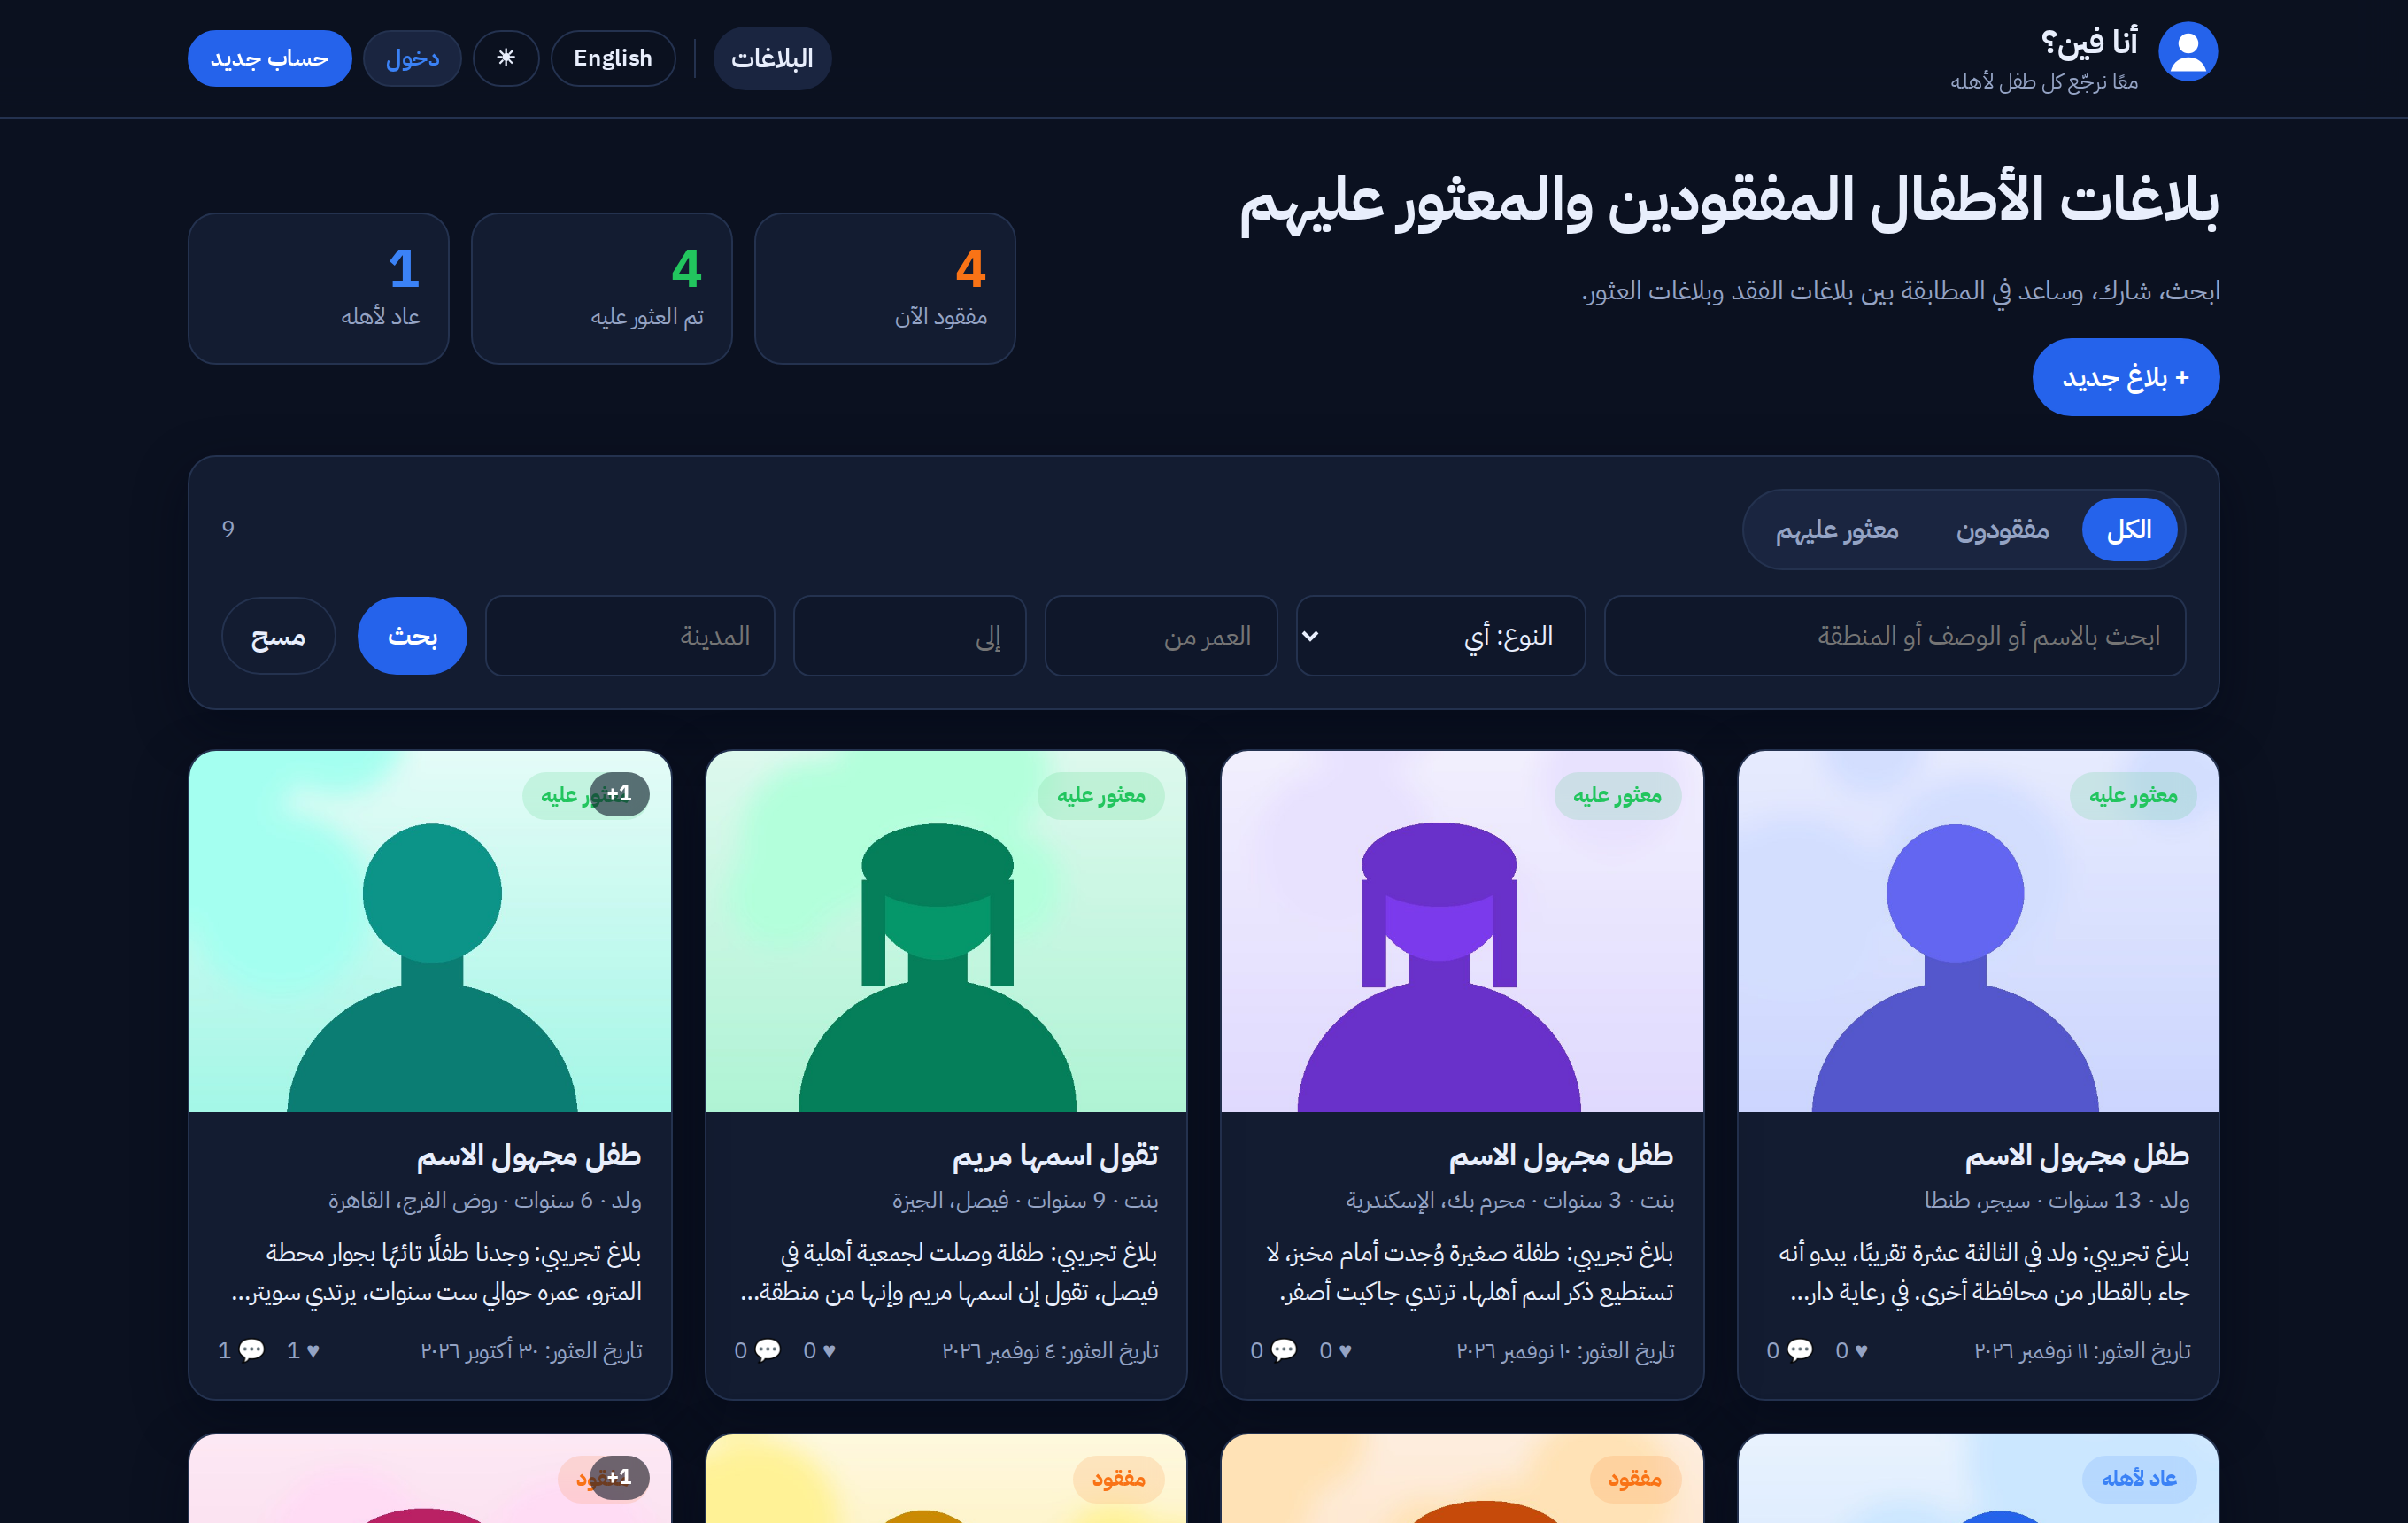 أنا فين؟
معًا نرجّع كل طفل لأهله
البلاغات
English
دخول
حساب جديد
بلاغات الأطفال المفقودين والمعثور عليهم
ابحث، شارك، وساعد في المطابقة بين بلاغات الفقد وبلاغات العثور.
+ بلاغ جديد
4
مفقود الآن
4
تم العثور عليه
1
عاد لأهله
الكل
مفقودون
معثور عليهم
9
ابحث بالاسم أو الوصف أو المنطقة
النوع: أي
العمر من
إلى
المدينة
بحث
مسح
معثور عليه
طفل مجهول الاسم
ولد · 13 سنوات · سيجر، طنطا
بلاغ تجريبي: ولد في الثالثة عشرة تقريبًا، يبدو أنه
جاء بالقطار من محافظة أخرى. في رعاية دار...
تاريخ العثور: ١١ نوفمبر ٢٠٢٦
♥ 0
💬 0
معثور عليه
طفل مجهول الاسم
بنت · 3 سنوات · محرم بك، الإسكندرية
بلاغ تجريبي: طفلة صغيرة وُجدت أمام مخبز، لا
تستطيع ذكر اسم أهلها. ترتدي جاكيت أصفر.
تاريخ العثور: ١٠ نوفمبر ٢٠٢٦
♥ 0
💬 0
معثور عليه
تقول اسمها مريم
بنت · 9 سنوات · فيصل، الجيزة
بلاغ تجريبي: طفلة وصلت لجمعية أهلية في
فيصل، تقول إن اسمها مريم وإنها من منطقة...
تاريخ العثور: ٤ نوفمبر ٢٠٢٦
♥ 0
💬 0
معثور عليه
+1
طفل مجهول الاسم
ولد · 6 سنوات · روض الفرج، القاهرة
بلاغ تجريبي: وجدنا طفلًا تائهًا بجوار محطة
المترو، عمره حوالي ست سنوات، يرتدي سويتر...
تاريخ العثور: ٣٠ أكتوبر ٢٠٢٦
♥ 1
💬 1
عاد لأهله
مفقود
مفقود
مفقود
+1